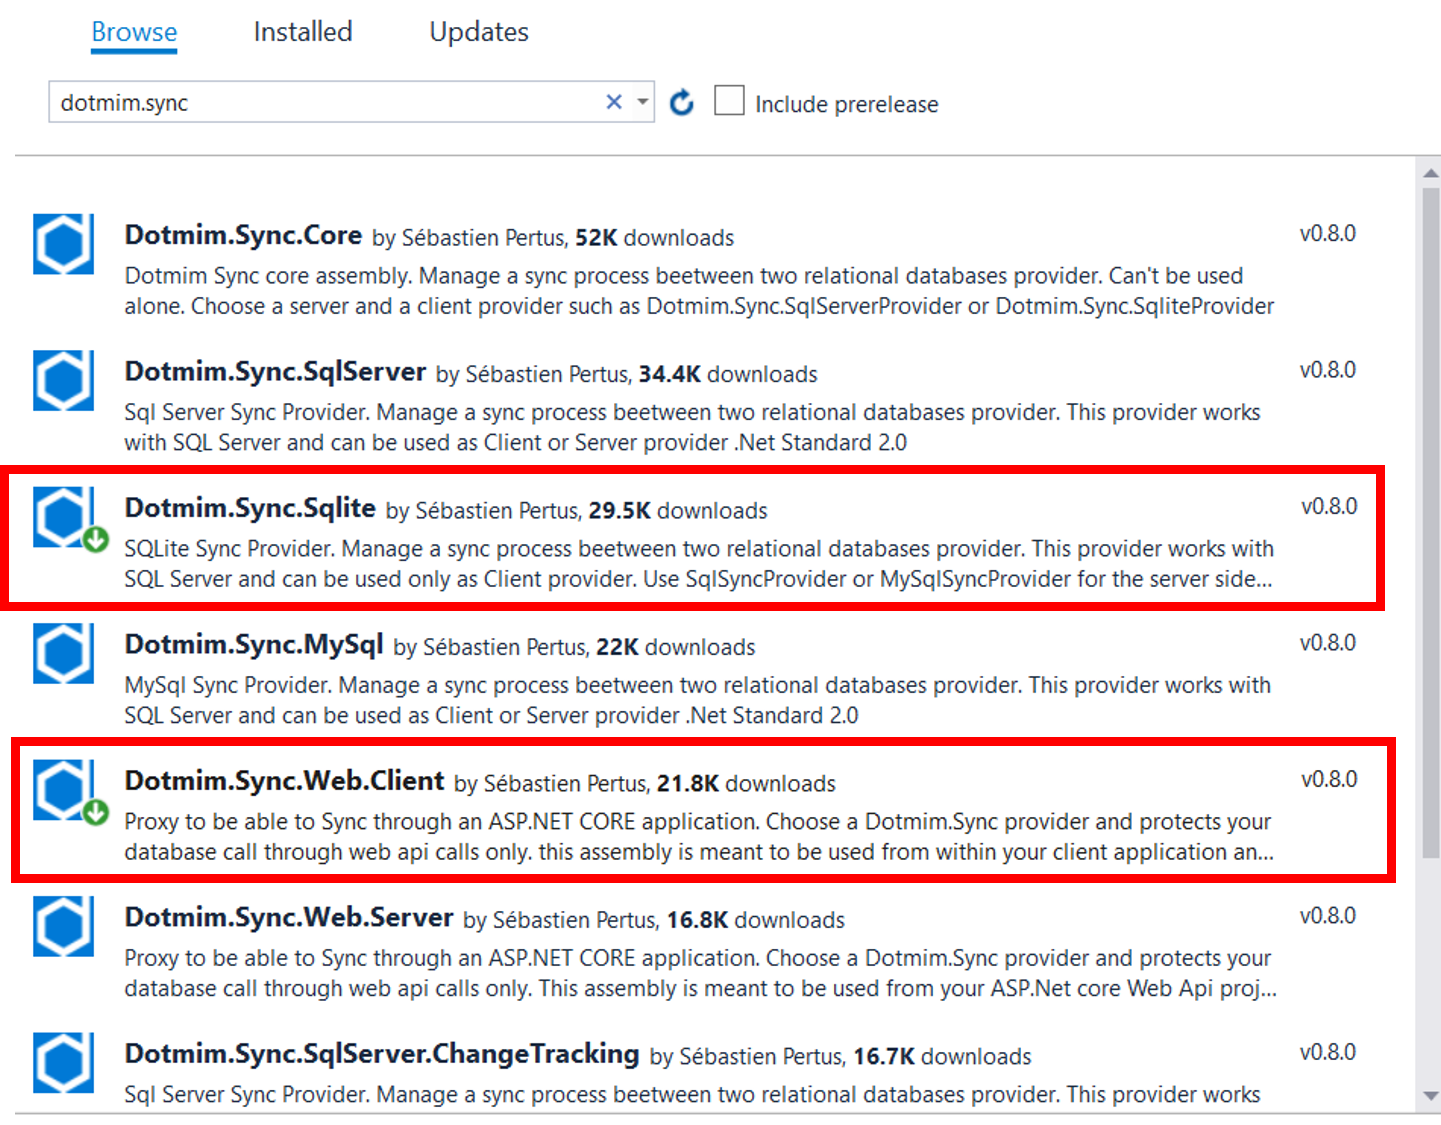 Browse Installed Updates
dotmim.sync Include prerelease
Dotmim.Sync.Core by Sébastien Pertus, 52K downloads v0.8.0
Dotmim Sync core assembly. Manage a sync process beetween two relational databases provider. Can't be used
alone. Choose a server and a client provider such as Dotmim.Sync.SqlServerProvider or Dotmim.Sync.SqliteProvider
Dotmim.Sync.SqlServer by Sébastien Pertus, 34.4K downloads v0.8.0
Sql Server Sync Provider. Manage a sync process beetween two relational databases provider. This provider works
with SQL Server and can be used as Client or Server provider .Net Standard 2.0
Dotmim.Sync.Sqlite by Sébastien Pertus, 29.5K downloads v0.8.0
SQLite Sync Provider. Manage a sync process beetween two relational databases provider. This provider works with
SQL Server and can be used only as Client provider. Use SqlSyncProvider or MySqlSyncProvider for the server side...
Dotmim.Sync.MySql by Sébastien Pertus, 22K downloads v0.8.0
MySql Sync Provider. Manage a sync process beetween two relational databases provider. This provider works with
SQL Server and can be used as Client or Server provider .Net Standard 2.0
Dotmim.Sync.Web.Client by Sébastien Pertus, 21.8K downloads v0.8.0
Proxy to be able to Sync through an ASP.NET CORE application. Choose a Dotmim.Sync provider and protects your
database call through web api calls only. this assembly is meant to be used from within your client application an...
Dotmim.Sync.Web.Server by Sébastien Pertus, 16.8K downloads v0.8.0
Proxy to be able to Sync through an ASP.NET CORE application. Choose a Dotmim.Sync provider and protects your
database call through web api calls only. This assembly is meant to be used from your ASP.Net core Web Api proj...
Dotmim.Sync.SqlServer.ChangeTracking by Sébastien Pertus, 16.7K downloads v0.8.0
Sql Server Sync Provider. Manage a sync process beetween two relational databases provider. This provider works